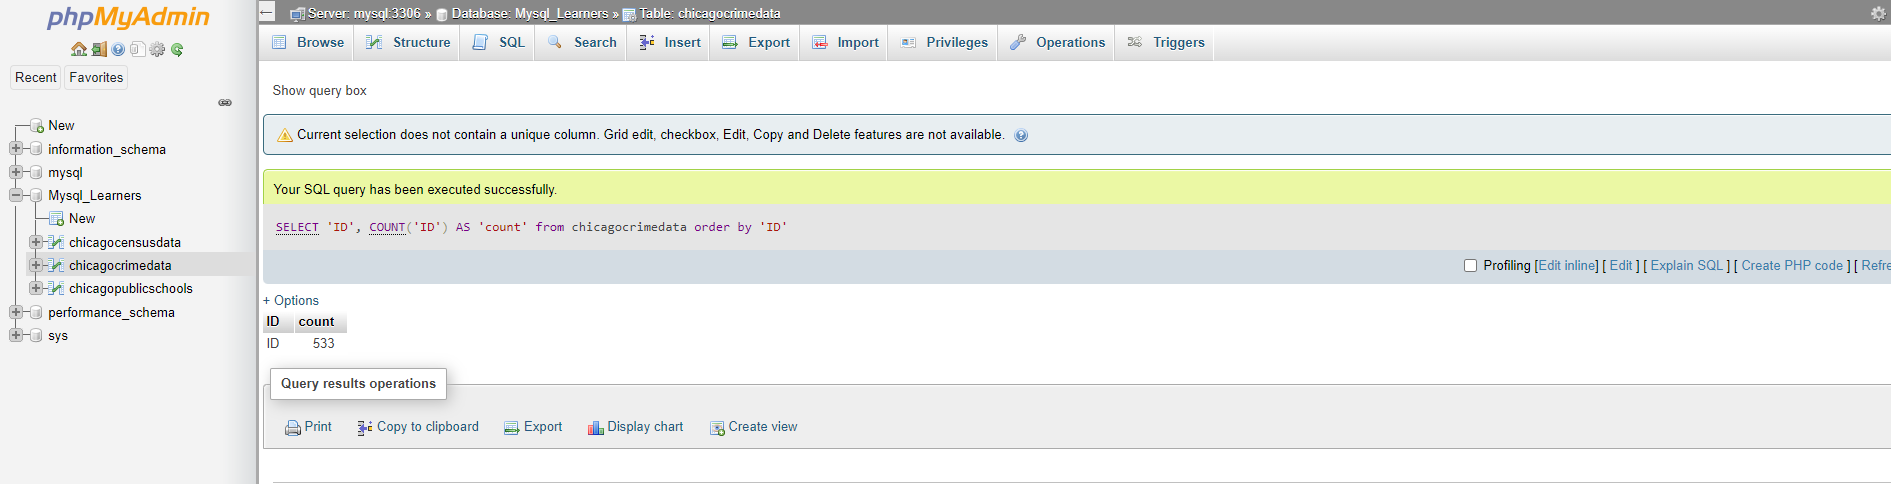 phpMyAdmin
Recent Favorites
New
information_schema
mysql
Mysql_Learners
New
chicagocensusdata
chicagocrimedata
chicagopublicschools
performance_schema
sys
Server: mysql:3306 » Database: Mysql_Learners » Table: chicagocrimedata
Browse Structure SQL Search Insert Export Import Privileges Operations Triggers
Show query box
Current selection does not contain a unique column. Grid edit, checkbox, Edit, Copy and Delete features are not available.
Your SQL query has been executed successfully.
SELECT 'ID', COUNT('ID') AS 'count' from chicagocrimedata order by 'ID'
Profiling [Edit inline] [ Edit ] [ Explain SQL ] [ Create PHP code ] [ Refre
+ Options
ID count
ID 533
Query results operations
Print Copy to clipboard Export Display chart Create view